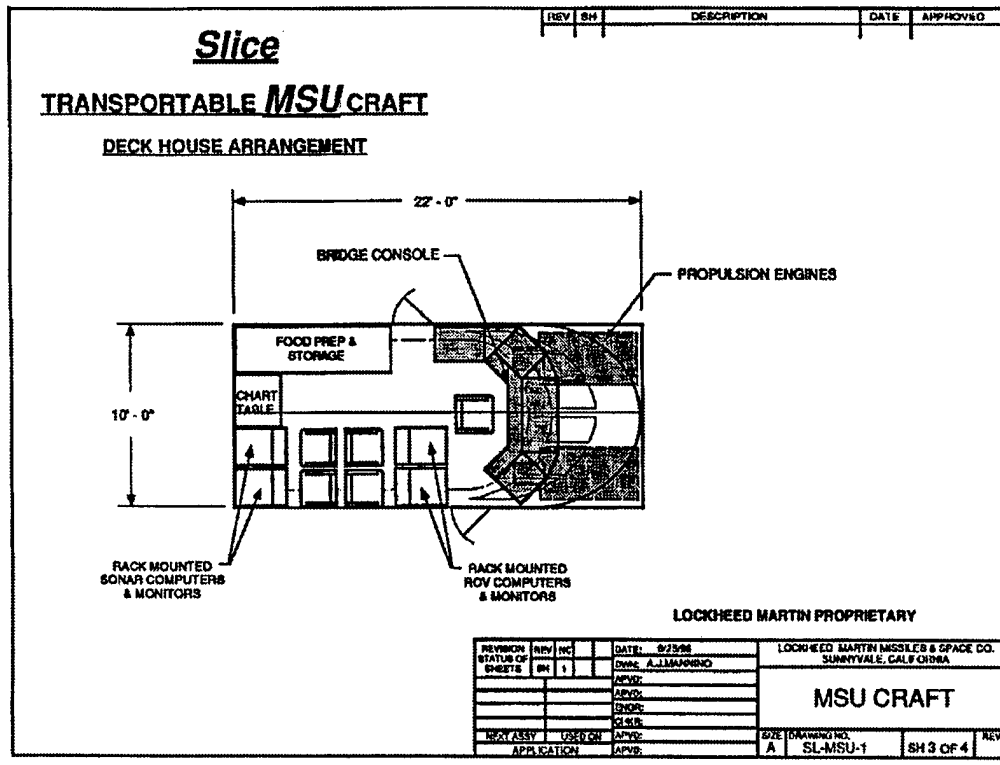 REV SH DESCRIPTION DATE APPROVED
Slice
TRANSPORTABLE MSU CRAFT
DECK HOUSE ARRANGEMENT
22' - 0"
BRIDGE CONSOLE
PROPULSION ENGINES
FOOD PREP &
STORAGE
CHART
TABLE
10' - 0"
RACK MOUNTED
SONAR COMPUTERS
& MONITORS
RACK MOUNTED
ROV COMPUTERS
& MONITORS
LOCKHEED MARTIN PROPRIETARY
REVISION
STATUS OF
SHEETS
REV NC
SH 1
NEXT ASSY USED ON
APPLICATION
DATE:
DWN: A.J.MANNINO
APVD:
APVD:
ENGR:
CHKR:
APVD:
APVD:
LOCKHEED MARTIN MISSILES & SPACE CO.
SUNNYVALE, CALIFORNIA
MSU CRAFT
SIZE
A
DRAWING NO.
SL-MSU-1
SH 3 OF 4
REV